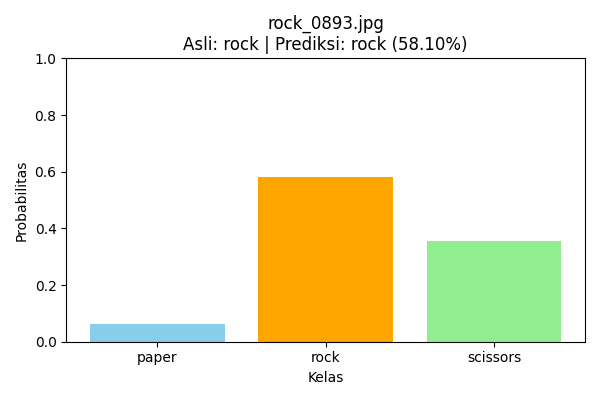 rock_0893.jpg
Asli: rock | Prediksi: rock (58.10%)
1.0
0.8
0.6
0.4
0.2
0.0
Probabilitas
paper rock scissors
Kelas